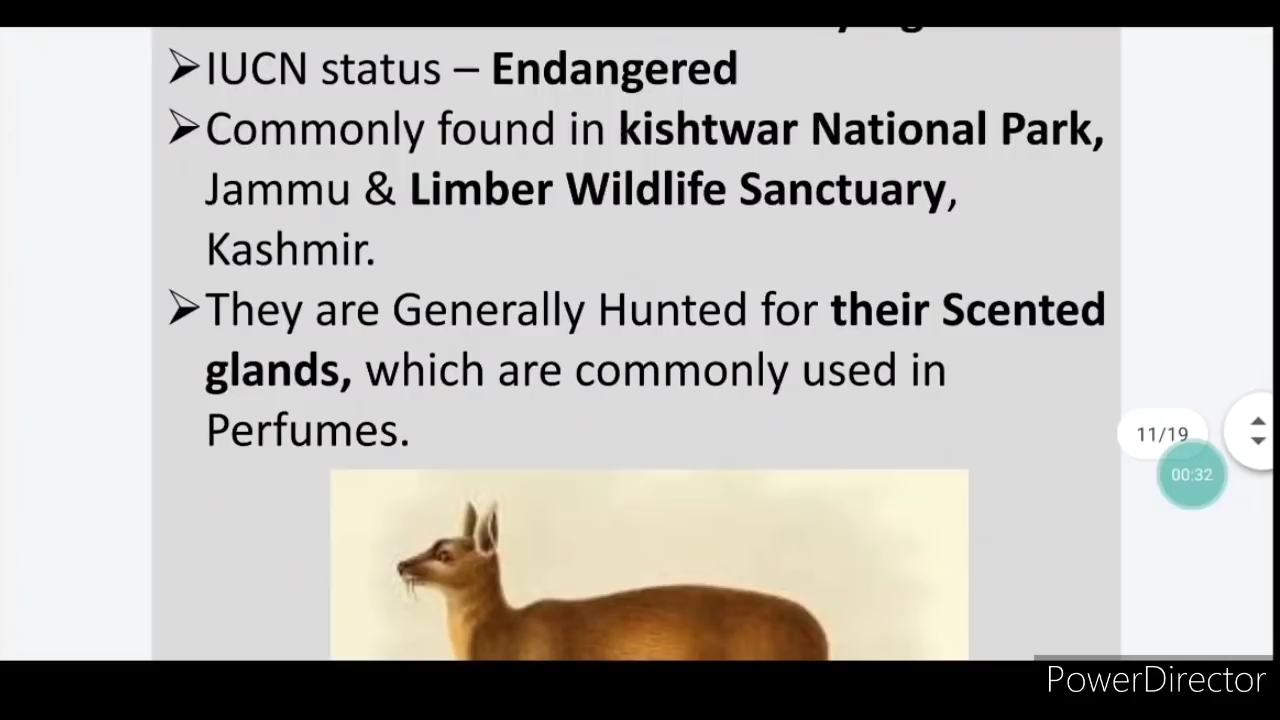 ➢IUCN status – Endangered
➢Commonly found in kishtwar National Park,
Jammu & Limber Wildlife Sanctuary,
Kashmir.
➢They are Generally Hunted for their Scented
glands, which are commonly used in
Perfumes.
11/19
00:32
PowerDirector